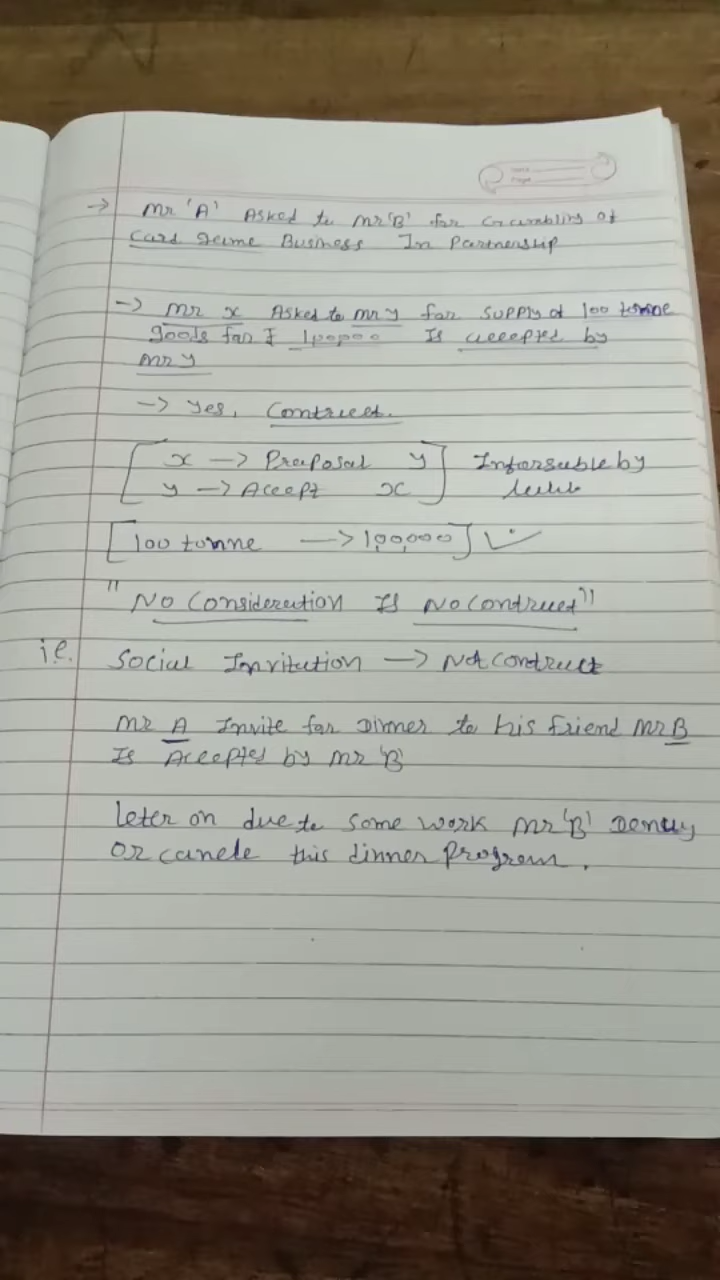 → Mr 'A' Asked to Mr 'B' for Gambling of
Card game Business In Partnership
→ Mr x Asked to Mr y for supply of 100 tonne
goods for ₹ 1,00,000 Is accepted by
Mr y
→ Yes, Contract.
[ x → Praposal y ] Inforsable by
[ y → Accept x ]
[100 tonne → 1,00,000] ✓
"No Consideration Is No Contract"
i.e. Social Invitation → Not Contract
Mr A Invite for Dinner to his friend Mr B
Is Accepted by Mr 'B'
leter on due to some work Mr 'B' Denay
or cancle this dinner program.